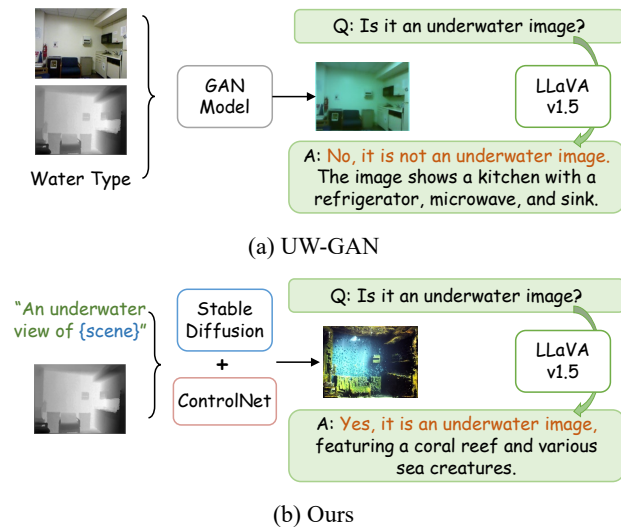 Q: Is it an underwater image?
GAN
Model
LLaVA
v1.5
Water Type
A: No, it is not an underwater image.
The image shows a kitchen with a
refrigerator, microwave, and sink.
(a) UW-GAN
Q: Is it an underwater image?
“An underwater
view of {scene}”
Stable
Diffusion
+
ControlNet
LLaVA
v1.5
A: Yes, it is an underwater image,
featuring a coral reef and various
sea creatures.
(b) Ours